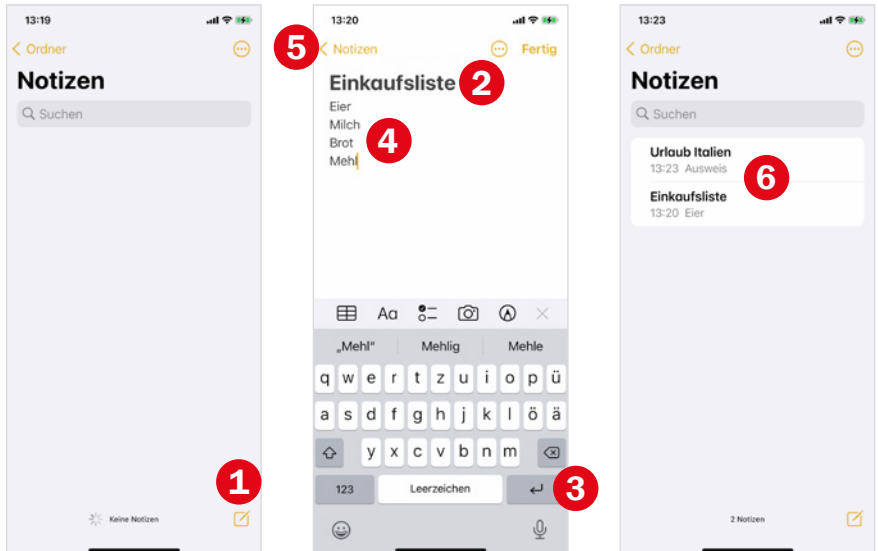 13:19
Ordner
Notizen
Suchen
1
Keine Notizen
13:20
5
Notizen
Fertig
Einkaufsliste
2
Eier
Milch
4
Brot
Mehl
Aa
„Mehl“ Mehlig Mehle
q w e r t z u i o p ü
a s d f g h j k l ö ä
y x c v b n m
123 Leerzeichen
3
13:23
Ordner
Notizen
Suchen
Urlaub Italien
13:23 Ausweis
6
Einkaufsliste
13:20 Eier
2 Notizen